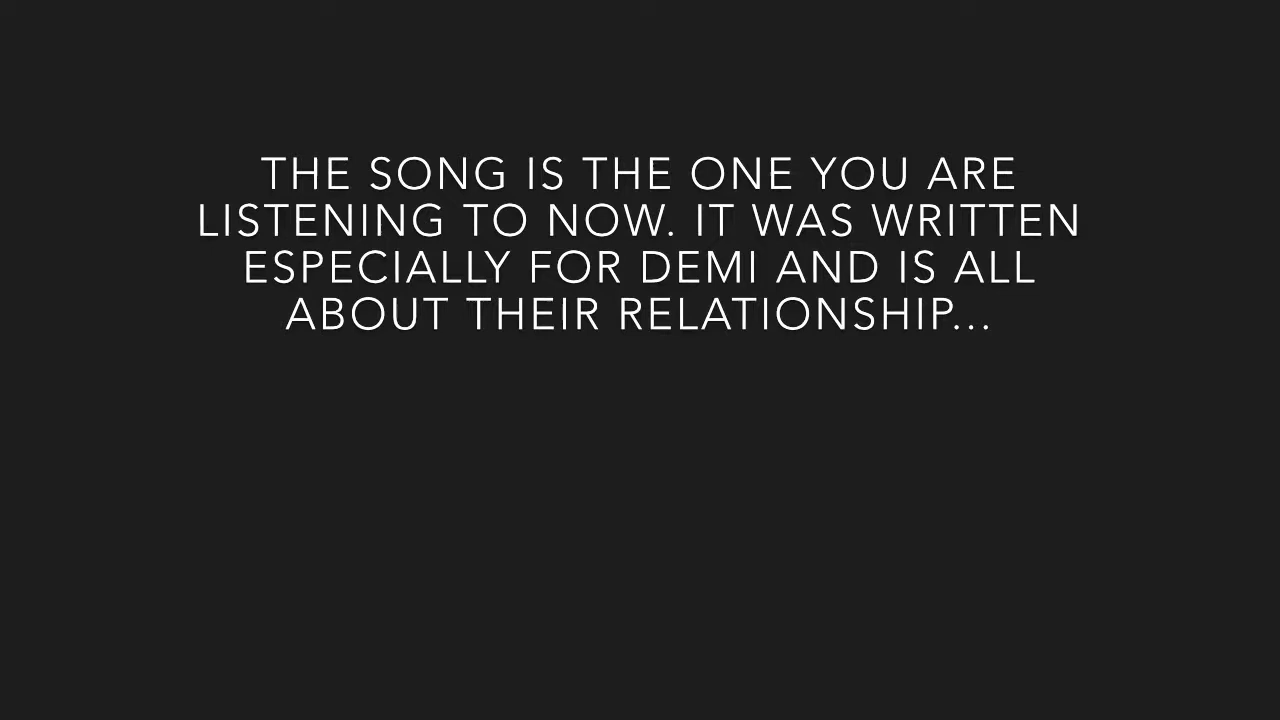 THE SONG IS THE ONE YOU ARE
LISTENING TO NOW. IT WAS WRITTEN
ESPECIALLY FOR DEMI AND IS ALL
ABOUT THEIR RELATIONSHIP...